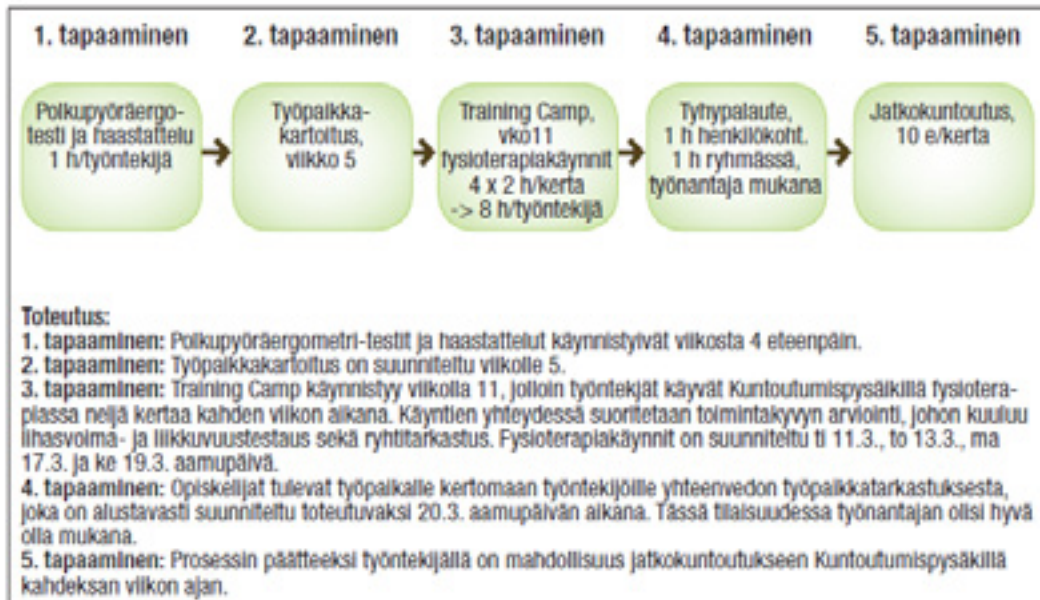 1. tapaaminen 2. tapaaminen 3. tapaaminen 4. tapaaminen 5. tapaaminen
Polkupyöräergo-
testi ja haastattelu
1 h/työntekijä
Työpaikka-
kartoitus,
viikko 5
Training Camp,
vko11
fysioterapiakäynnit
4 x 2 h/kerta
-> 8 h/työntekijä
Tyhypalaute,
1 h henkilökoht.
1 h ryhmässä,
työnantaja mukana
Jatkokuntoutus,
10 e/kerta
Toteutus:
1. tapaaminen: Polkupyöräergometri-testit ja haastattelut käynnistyivät viikosta 4 eteenpäin.
2. tapaaminen: Työpaikkakartoitus on suunniteltu viikolle 5.
3. tapaaminen: Training Camp käynnistyy viikolla 11, jolloin työntekjät käyvät Kuntoutumispysäkillä fysiotera-
piassa neljä kertaa kahden viikon aikana. Käyntien yhteydessä suoritetaan toimintakyvyn arviointi, johon kuuluu
lihasvoima- ja liikkuvuustestaus sekä ryhtitarkastus. Fysioterapiakäynnit on suunniteltu ti 11.3., to 13.3., ma
17.3. ja ke 19.3. aamupäivä.
4. tapaaminen: Opiskelijat tulevat työpaikalle kertomaan työntekijöille yhteenvedon työpaikkatarkastuksesta,
joka on alustavasti suunniteltu toteutuvaksi 20.3. aamupäivän aikana. Tässä tilaisuudessa työnantajan olisi hyvä
olla mukana.
5. tapaaminen: Prosessin päätteeksi työntekijällä on mahdollisuus jatkokuntoutukseen Kuntoutumispysäkillä
kahdeksan viikon ajan.